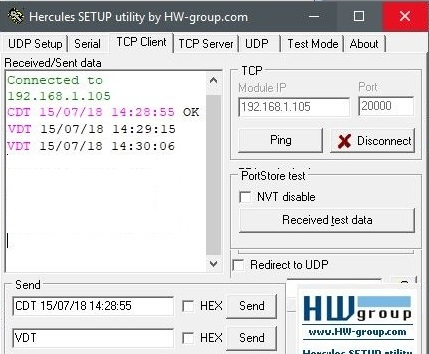 Hercules SETUP utility by HW-group.com
UDP Setup Serial TCP Client TCP Server UDP Test Mode About
Received/Sent data
Connected to
192.168.1.105
CDT 15/07/18 14:28:55 OK
VDT 15/07/18 14:29:15
VDT 15/07/18 14:30:06
TCP
Module IP Port
192.168.1.105 20000
Ping Disconnect
PortStore test
NVT disable
Received test data
Redirect to UDP
Send
CDT 15/07/18 14:28:55 HEX Send
VDT HEX Send
HW group
www.HW-group.com
Hercules SETUP utility